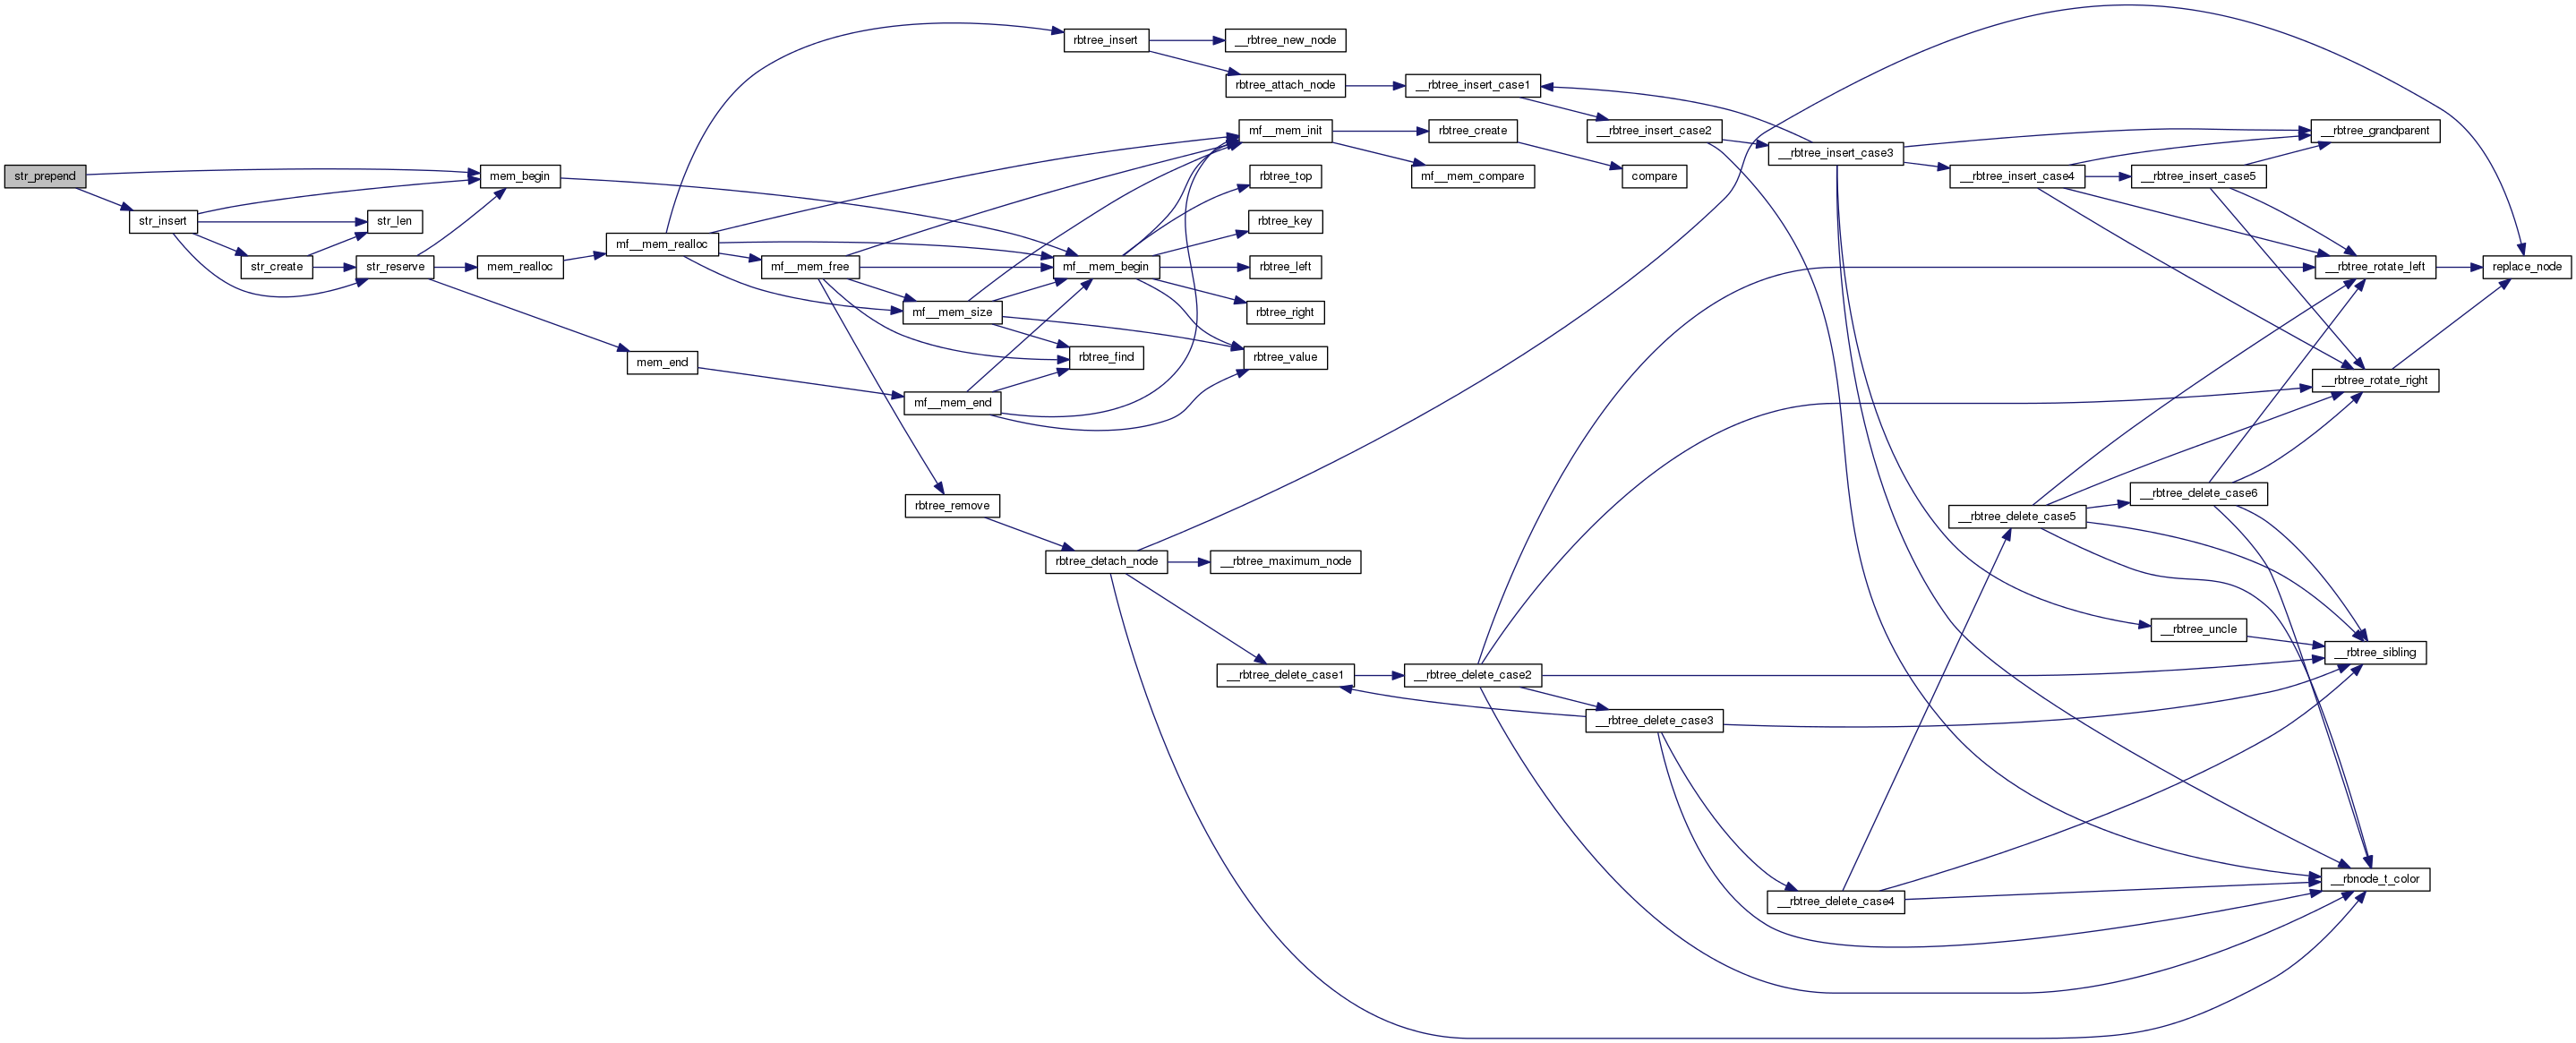 str_prepend
mem_begin
str_insert
str_len
str_create
str_reserve
mem_realloc
mem_end
mf__mem_realloc
mf__mem_free
mf__mem_size
mf__mem_end
rbtree_remove
rbtree_insert
__rbtree_new_node
rbtree_attach_node
mf__mem_init
rbtree_top
rbtree_key
mf__mem_begin
rbtree_left
rbtree_right
rbtree_find
rbtree_value
rbtree_detach_node
__rbtree_maximum_node
__rbtree_delete_case1
__rbtree_insert_case1
rbtree_create
mf__mem_compare
compare
__rbtree_insert_case2
__rbtree_insert_case3
__rbtree_delete_case2
__rbtree_delete_case3
__rbtree_delete_case4
__rbtree_insert_case4
__rbtree_insert_case5
__rbtree_delete_case5
__rbtree_delete_case6
__rbtree_uncle
__rbtree_grandparent
__rbtree_rotate_left
__rbtree_rotate_right
__rbtree_sibling
__rbnode_t_color
replace_node